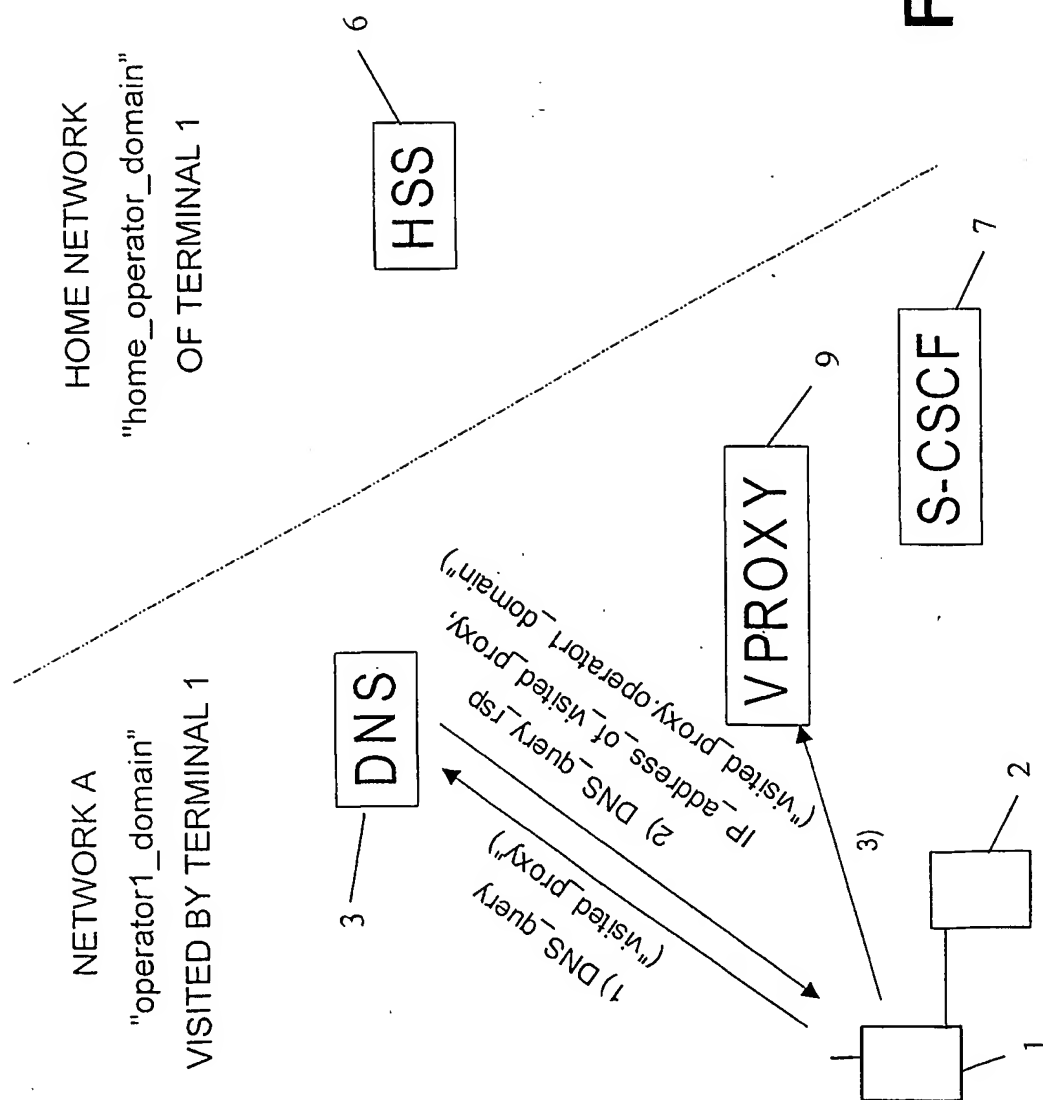 NETWORK A
"operator1_domain"
VISITED BY TERMINAL 1
HOME NETWORK
"home_operator_domain"
OF TERMINAL 1
3
DNS
HSS
6
1) DNS_query
("visited_proxy")
2) DNS_query_rsp
IP_address_of_visited_proxy,
("visited_proxy.operator1_domain")
3)
VPROXY
9
S-CSCF
7
1
2
F